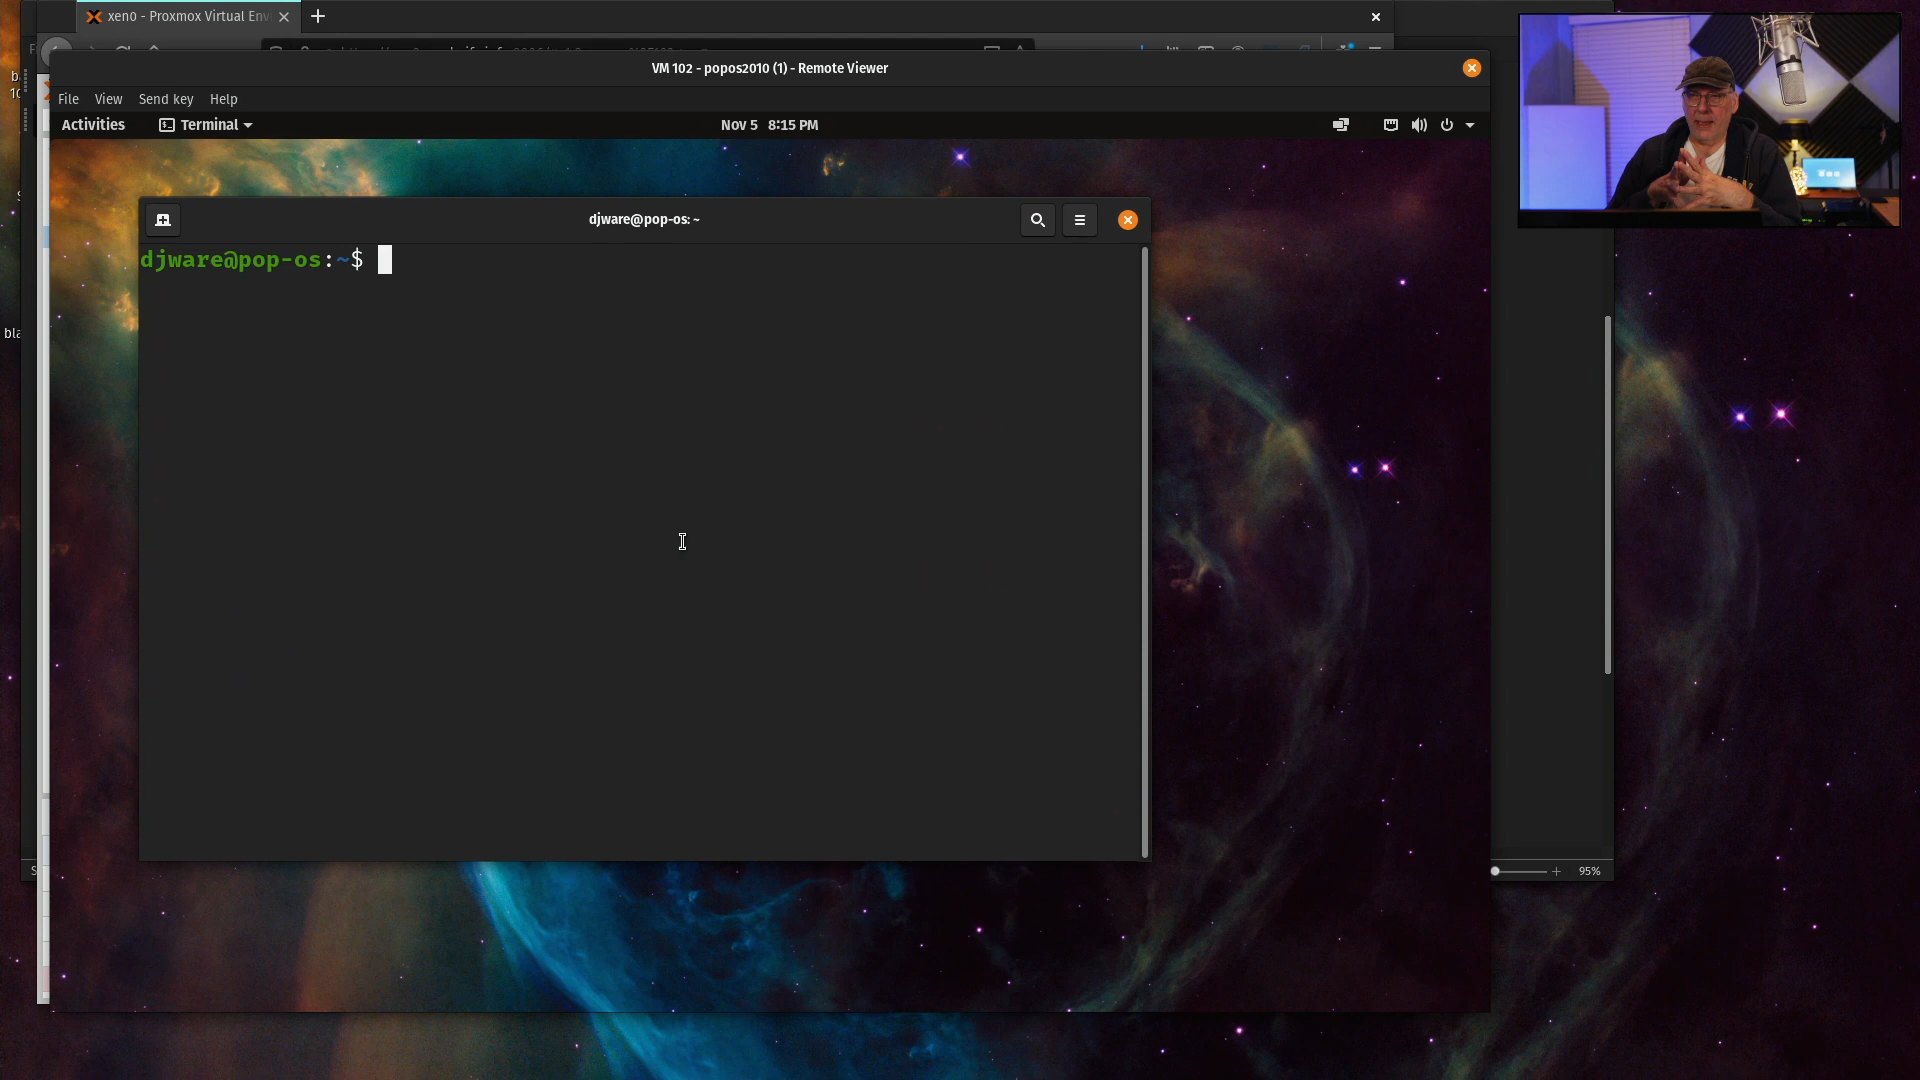 xen0 - Proxmox Virtual Env
VM 102 - popos2010 (1) - Remote Viewer
File View Send key Help
Activities Terminal Nov 5 8:15 PM
djware@pop-os: ~
djware@pop-os:~$
95%